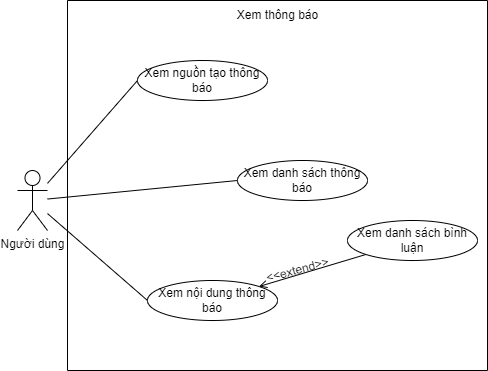 Xem thông báo
Xem nguồn tạo thông
báo
Xem danh sách thông
báo
Người dùng
Xem danh sách bình
luận
<<extend>>
Xem nội dung thông
báo